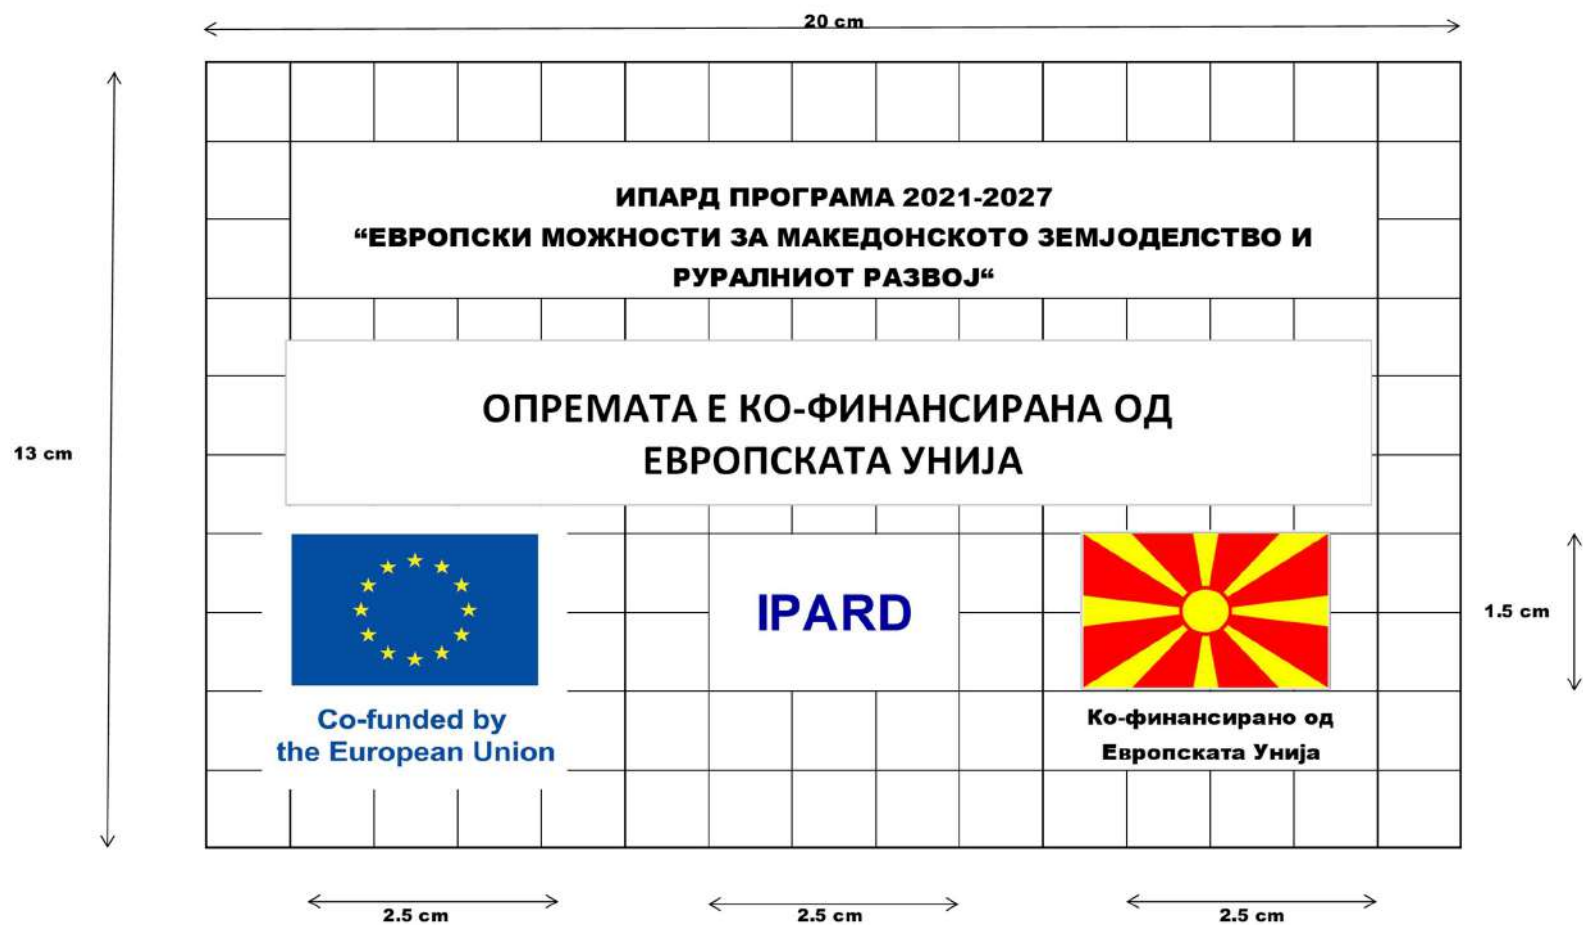 20 cm
ИПАРД ПРОГРАМА 2021-2027
“ЕВРОПСКИ МОЖНОСТИ ЗА МАКЕДОНСКОТО ЗЕМЈОДЕЛСТВО И
РУРАЛНИОТ РАЗВОЈ“
ОПРЕМАТА Е КО-ФИНАНСИРАНА ОД
ЕВРОПСКАТА УНИЈА
13 cm
IPARD
1.5 cm
Co-funded by
the European Union
Ко-финансирано од
Европската Унија
2.5 cm
2.5 cm
2.5 cm